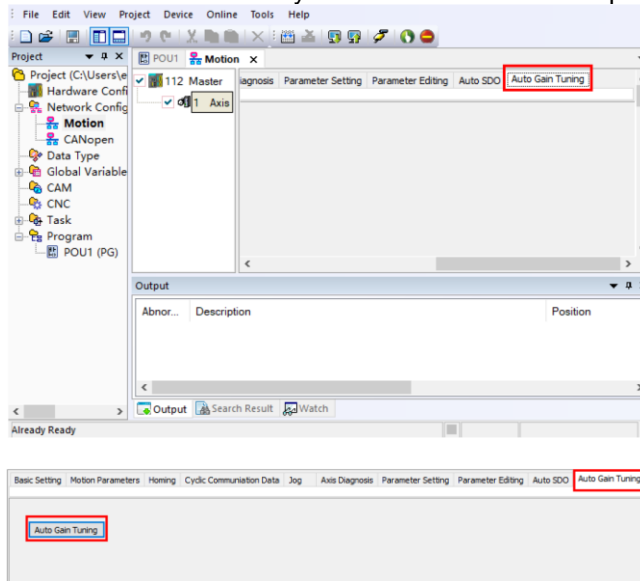 File Edit View Project Device Online Tools Help
Project
POU1 Motion
Project (C:\Users\e
Hardware Confi
Network Config
Motion
CANopen
Data Type
Global Variable
CAM
CNC
Task
Program
POU1 (PG)
112 Master
1 Axis
iagnosis Parameter Setting Parameter Editing Auto SDO Auto Gain Tuning
Output
Abnor... Description Position
Output Search Result Watch
Already Ready
Basic Setting Motion Parameters Homing Cyclic Communiation Data Jog Axis Diagnosis Parameter Setting Parameter Editing Auto SDO Auto Gain Tuning
Auto Gain Tuning